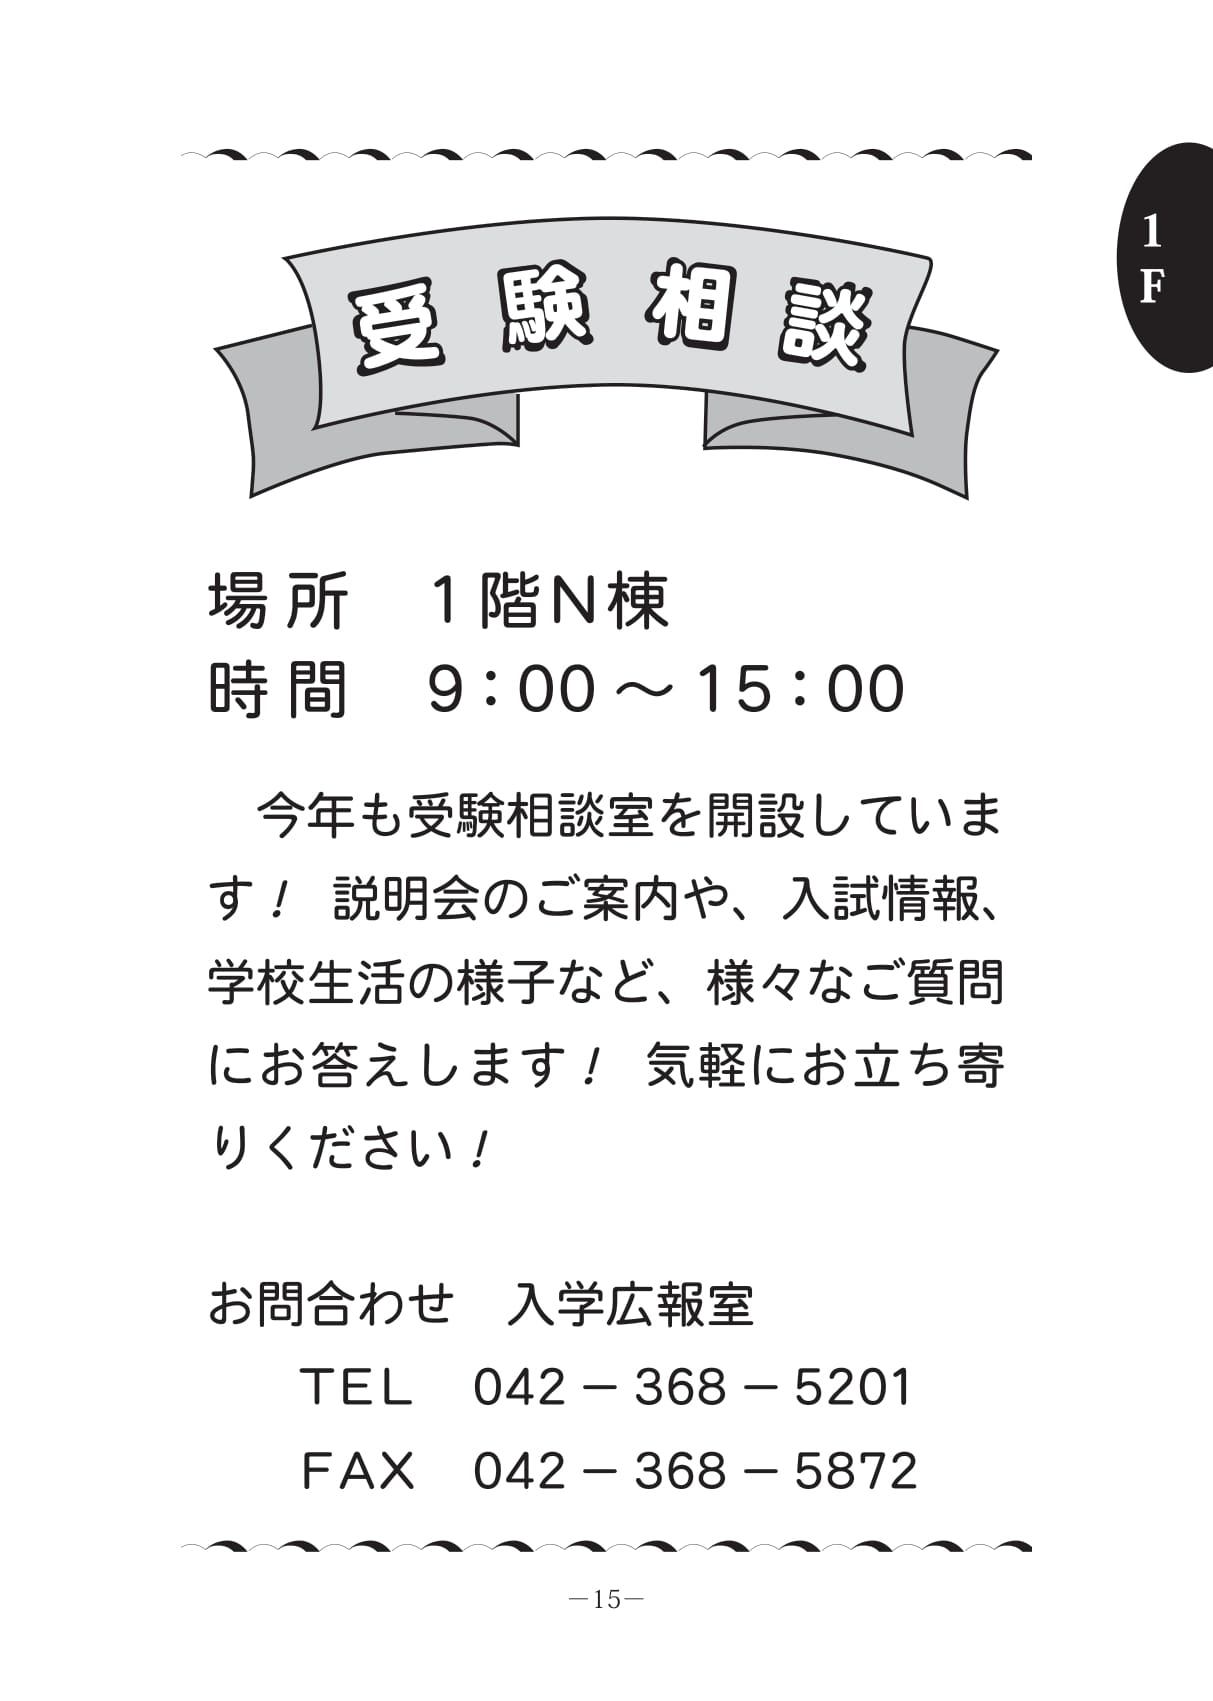 1
F
受験相談
場所　1階N棟
時間　9：00～15：00
　今年も受験相談室を開設していま
す！　説明会のご案内や、入試情報、
学校生活の様子など、様々なご質問
にお答えします！　気軽にお立ち寄
りください！
お問合わせ　入学広報室
TEL　042－368－5201
FAX　042－368－5872
―15―